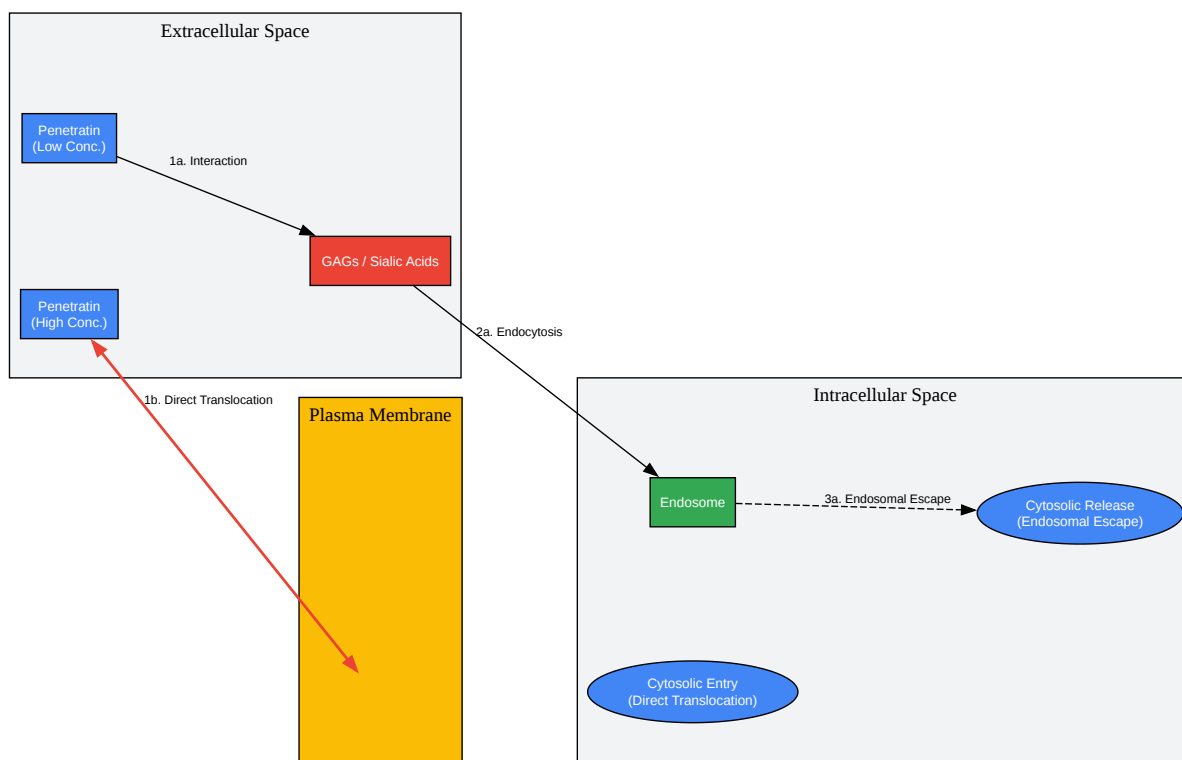 Extracellular Space
Penetratin
(Low Conc.)
1a. Interaction
GAGs / Sialic Acids
Penetratin
(High Conc.)
2a. Endocytosis
1b. Direct Translocation
Plasma Membrane
Intracellular Space
Endosome
3a. Endosomal Escape
Cytosolic Release
(Endosomal Escape)
Cytosolic Entry
(Direct Translocation)